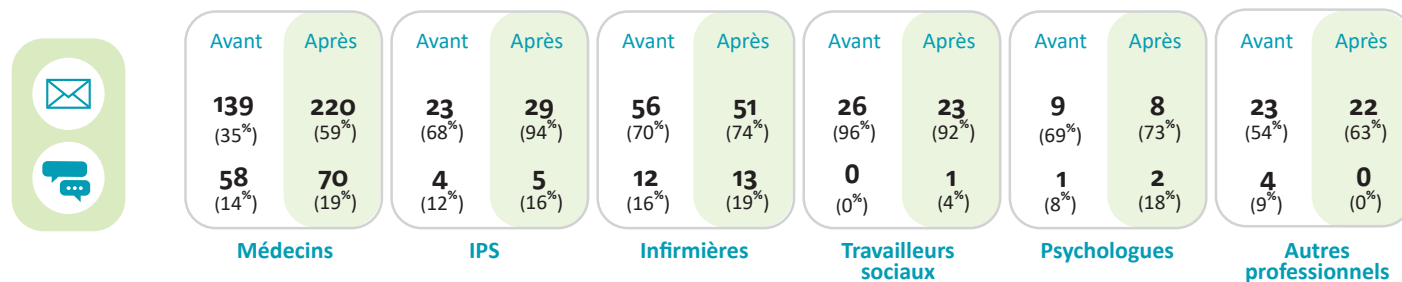 Avant Après Avant Après Avant Après Avant Après Avant Après Avant Après
139 220 23 29 56 51 26 23 9 8 23 22
(35%) (59%) (68%) (94%) (70%) (74%) (96%) (92%) (69%) (73%) (54%) (63%)
58 70 4 5 12 13 0 1 1 2 4 0
(14%) (19%) (12%) (16%) (16%) (19%) (0%) (4%) (8%) (18%) (9%) (0%)
Médecins IPS Infirmières Travailleurs Psychologues Autres
sociaux professionnels